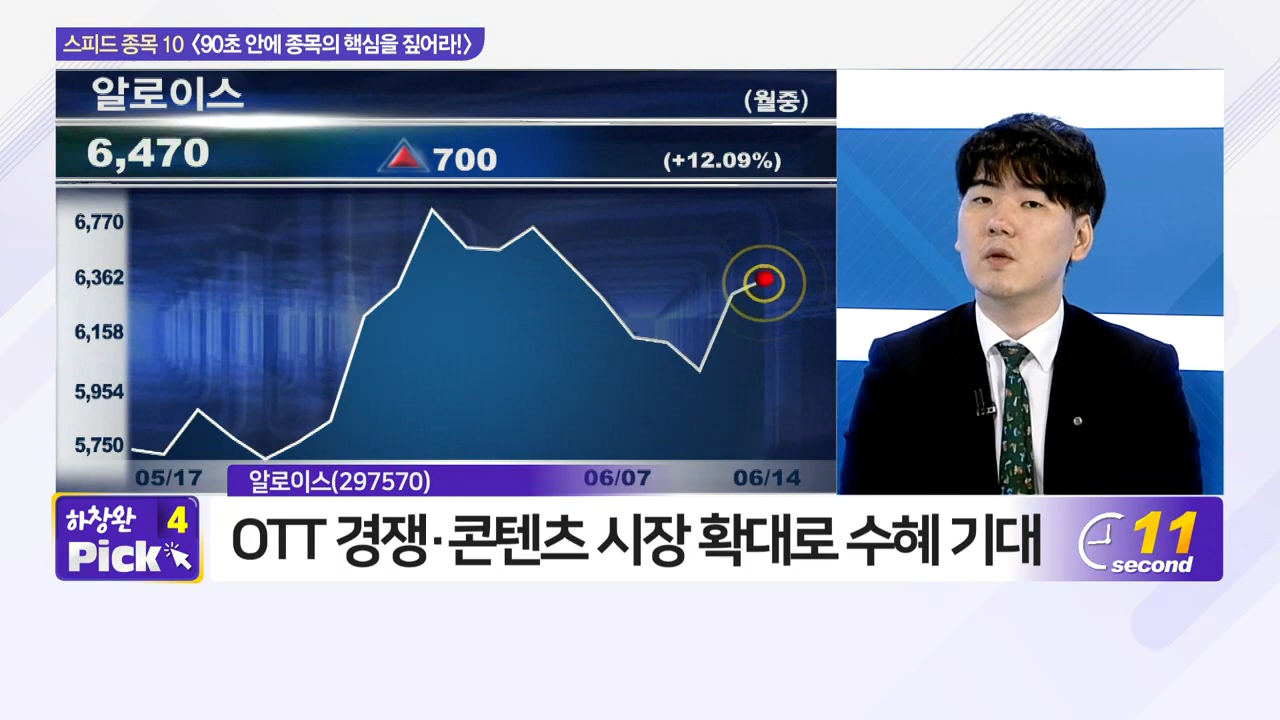 스피드 종목 10 〈90초 안에 종목의 핵심을 짚어라!〉
알로이스 (월중)
6,470 700 (+12.09%)
6,770
6,362
6,158
5,954
5,750
05/17 06/07 06/14
알로이스(297570)
하창완 4
Pick
OTT 경쟁·콘텐츠 시장 확대로 수혜 기대
11
second